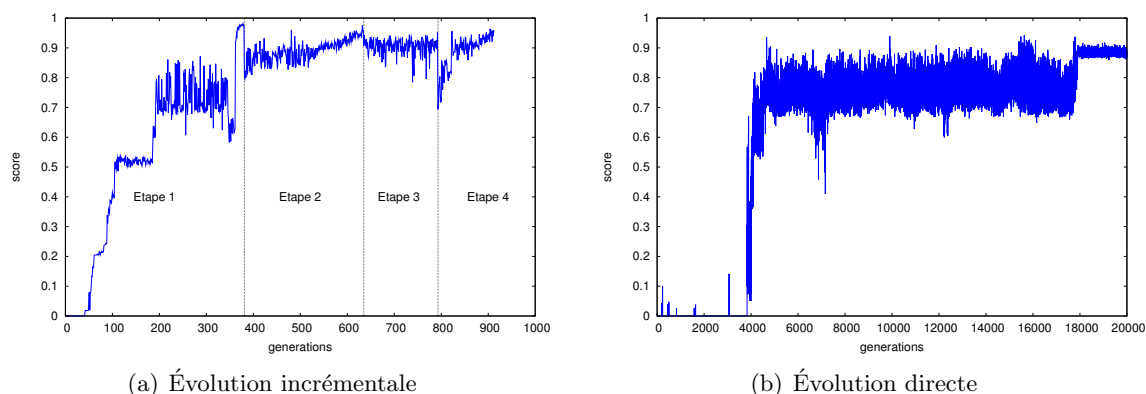 1
0.9
0.8
0.7
0.6
0.5
0.4
0.3
0.2
0.1
0
score
Etape 1
Etape 2
Etape 3
Etape 4
0 100 200 300 400 500 600 700 800 900 1000
generations
(a) Évolution incrémentale
1
0.9
0.8
0.7
0.6
0.5
0.4
0.3
0.2
0.1
0
score
0 2000 4000 6000 8000 10000 12000 14000 16000 18000 20000
generations
(b) Évolution directe